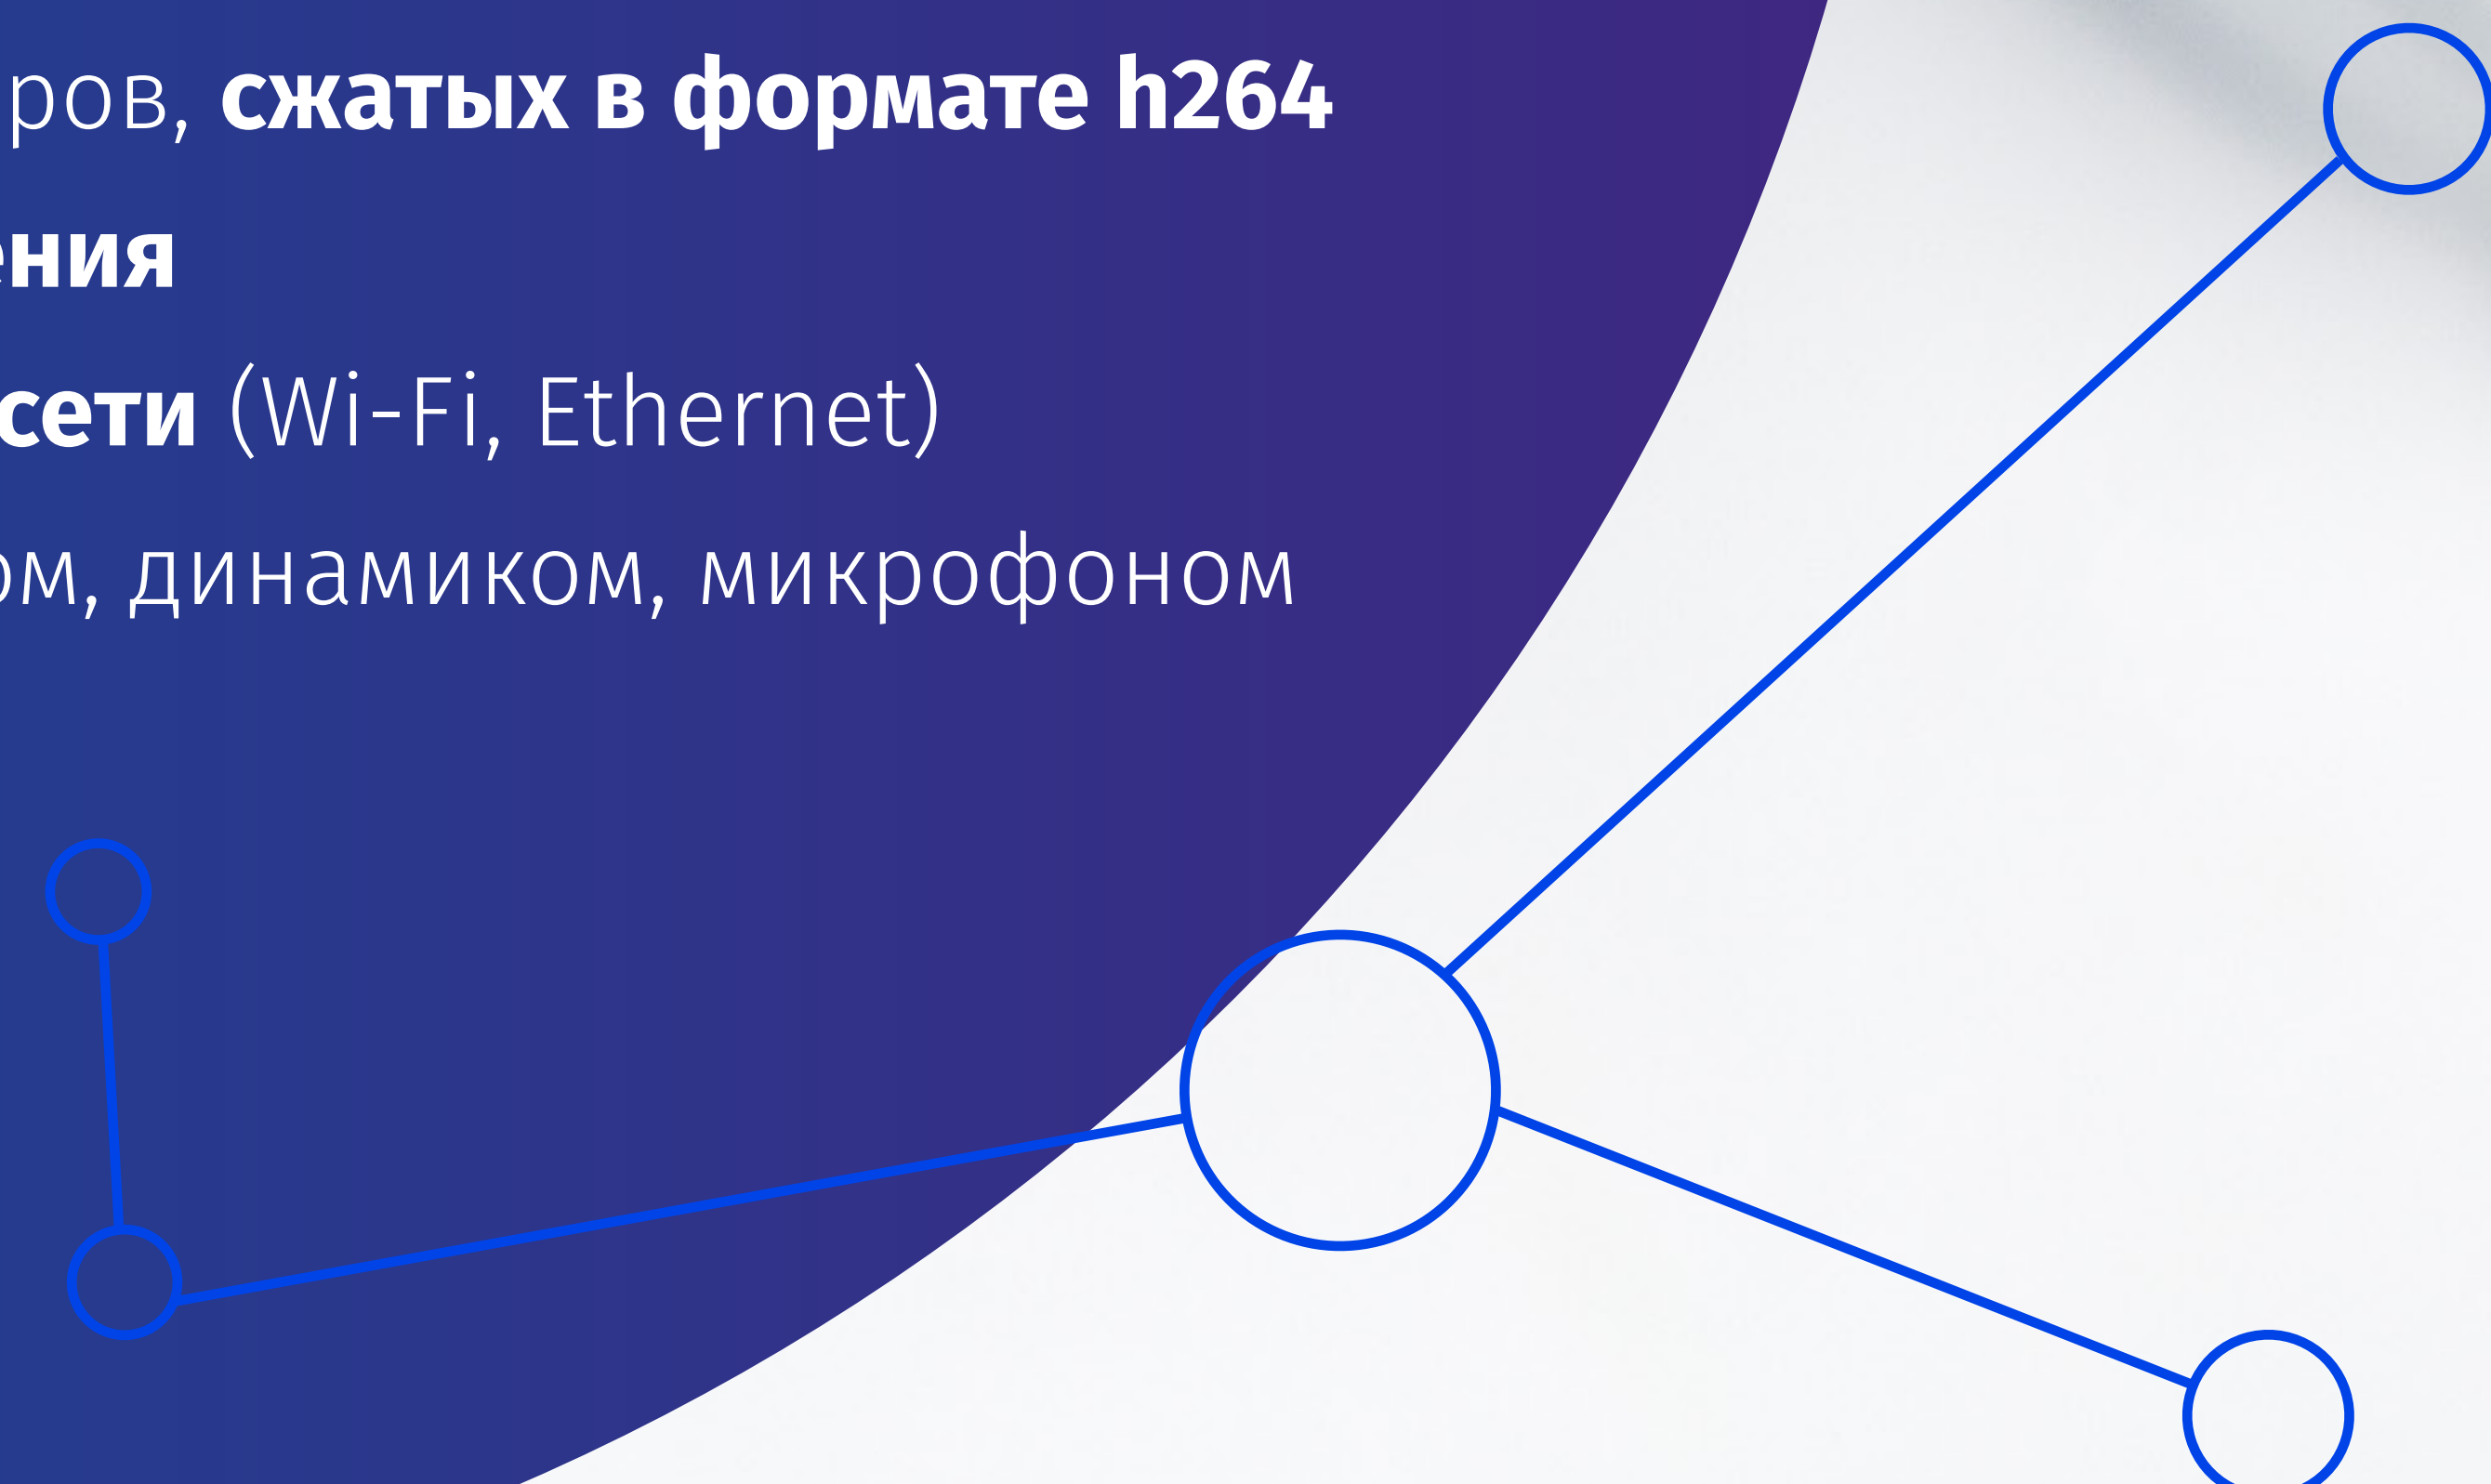 ров, сжатых в формате h264
ения
сети (Wi-Fi, Ethernet)
ом, динамиком, микрофоном